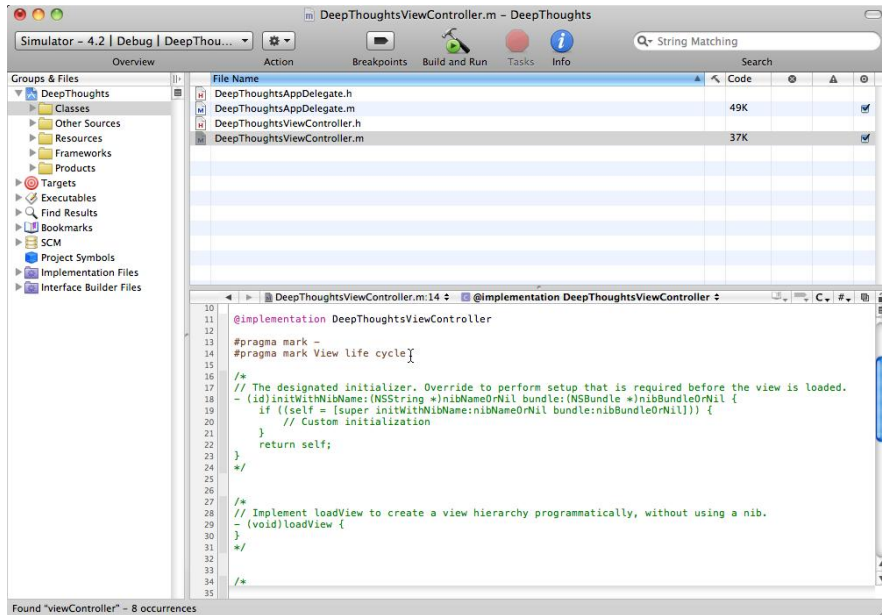 DeepThoughtsViewController.m – DeepThoughts
Simulator – 4.2 | Debug | DeepThou...
String Matching
Overview
Action
Breakpoints
Build and Run
Tasks
Info
Search
Groups & Files
File Name
Code
DeepThoughts
Classes
Other Sources
Resources
Frameworks
Products
Targets
Executables
Find Results
Bookmarks
SCM
Project Symbols
Implementation Files
Interface Builder Files
DeepThoughtsAppDelegate.h
DeepThoughtsAppDelegate.m 49K
DeepThoughtsViewController.h
DeepThoughtsViewController.m 37K
DeepThoughtsViewController.m:14 @implementation DeepThoughtsViewController C #
10
11 @implementation DeepThoughtsViewController
12
13 #pragma mark -
14 #pragma mark View life cycle
15
16 /*
17 // The designated initializer. Override to perform setup that is required before the view is loaded.
18 - (id)initWithNibName:(NSString *)nibNameOrNil bundle:(NSBundle *)nibBundleOrNil {
19 if ((self = [super initWithNibName:nibNameOrNil bundle:nibBundleOrNil])) {
20 // Custom initialization
21 }
22 return self;
23 }
24 */
25
26
27 /*
28 // Implement loadView to create a view hierarchy programmatically, without using a nib.
29 - (void)loadView {
30 }
31 */
32
33
34 /*
35
Found "viewController" – 8 occurrences